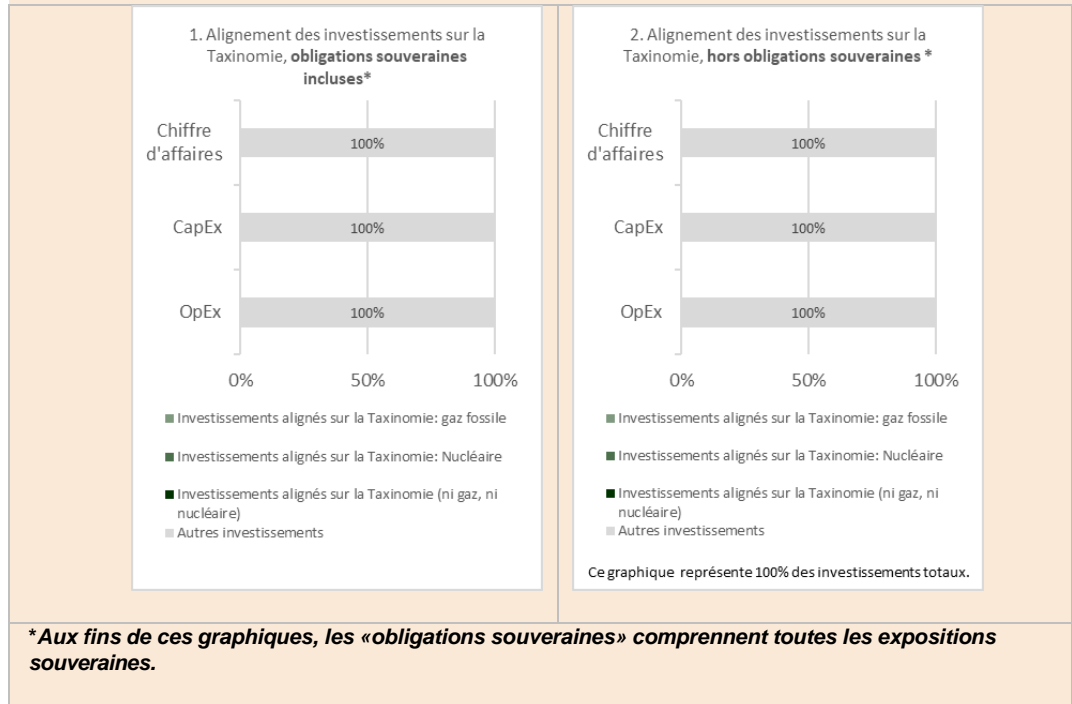 1. Alignement des investissements sur la
Taxinomie, obligations souveraines
incluses*
Chiffre
d'affaires
100%
CapEx
100%
OpEx
100%
0% 50% 100%
Investissements alignés sur la Taxinomie: gaz fossile
Investissements alignés sur la Taxinomie: Nucléaire
Investissements alignés sur la Taxinomie (ni gaz, ni
nucléaire)
Autres investissements
2. Alignement des investissements sur la
Taxinomie, hors obligations souveraines *
Chiffre
d'affaires
100%
CapEx
100%
OpEx
100%
0% 50% 100%
Investissements alignés sur la Taxinomie: gaz fossile
Investissements alignés sur la Taxinomie: Nucléaire
Investissements alignés sur la Taxinomie (ni gaz, ni
nucléaire)
Autres investissements
Ce graphique représente 100% des investissements totaux.
*Aux fins de ces graphiques, les «obligations souveraines» comprennent toutes les expositions
souveraines.